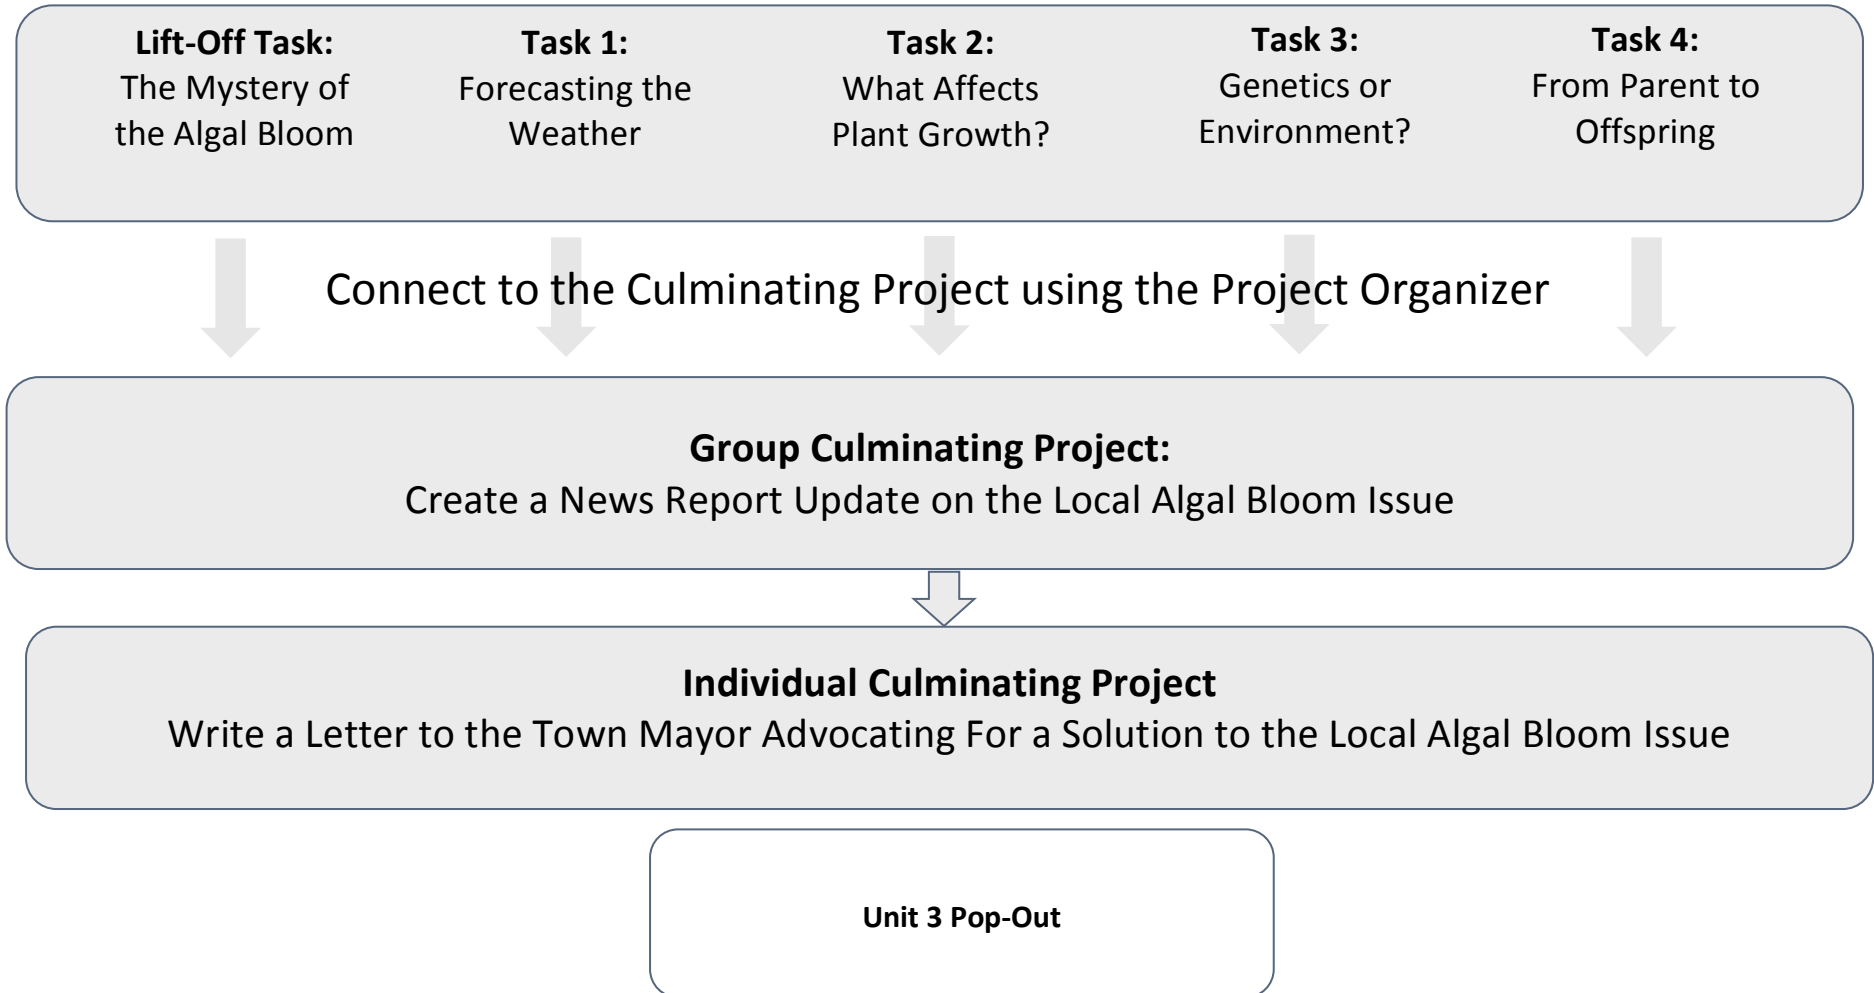 Lift-Off Task:
The Mystery of
the Algal Bloom
Task 1:
Forecasting the
Weather
Task 2:
What Affects
Plant Growth?
Task 3:
Genetics or
Environment?
Task 4:
From Parent to
Offspring
Connect to the Culminating Project using the Project Organizer
Group Culminating Project:
Create a News Report Update on the Local Algal Bloom Issue
Individual Culminating Project
Write a Letter to the Town Mayor Advocating For a Solution to the Local Algal Bloom Issue
Unit 3 Pop-Out